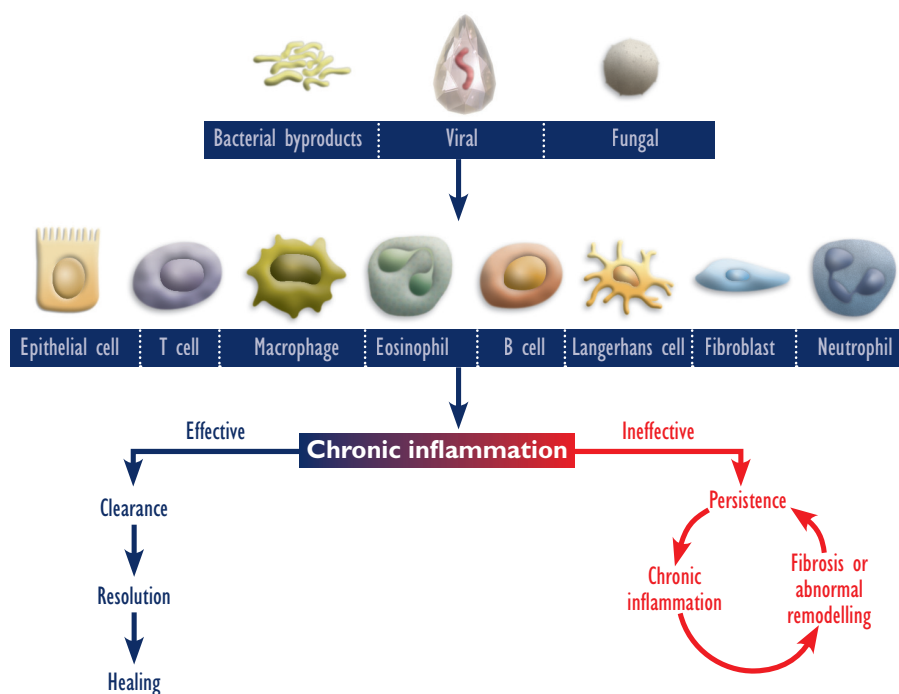 Bacterial byproducts Viral Fungal
Epithelial cell T cell Macrophage Eosinophil B cell Langerhans cell Fibroblast Neutrophil
Effective
Chronic inflammation
Ineffective
Clearance
Resolution
Healing
Persistence
Chronic
inflammation
Fibrosis or
abnormal
remodelling